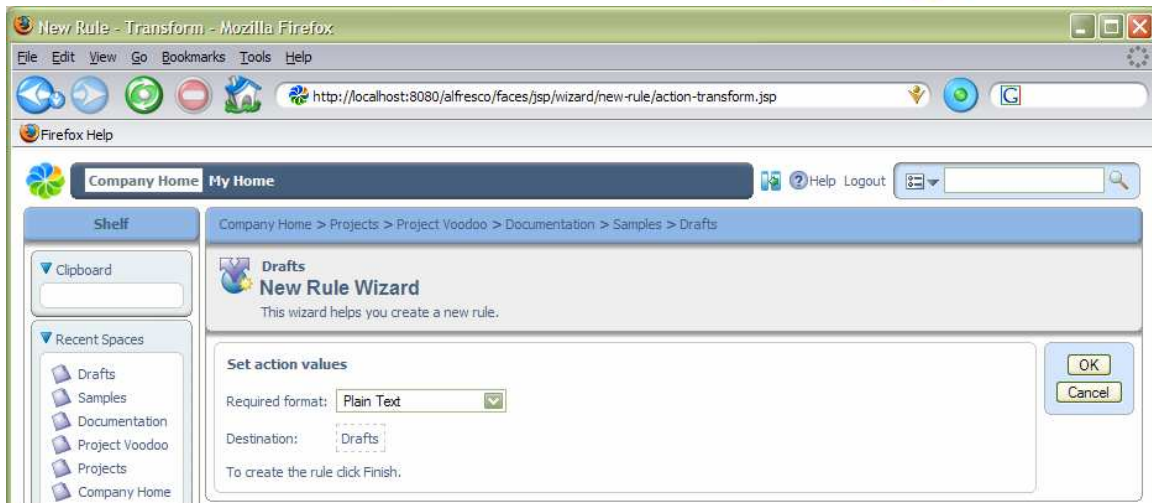 New Rule - Transform - Mozilla Firefox
File Edit View Go Bookmarks Tools Help
http://localhost:8080/alfresco/faces/jsp/wizard/new-rule/action-transform.jsp
G
Firefox Help
Company Home My Home
Help Logout
Shelf
Company Home > Projects > Project Voodoo > Documentation > Samples > Drafts
Clipboard
Drafts
New Rule Wizard
This wizard helps you create a new rule.
Recent Spaces
Drafts
Samples
Documentation
Project Voodoo
Projects
Company Home
Set action values
Required format: Plain Text
Destination: Drafts
To create the rule click Finish.
OK
Cancel